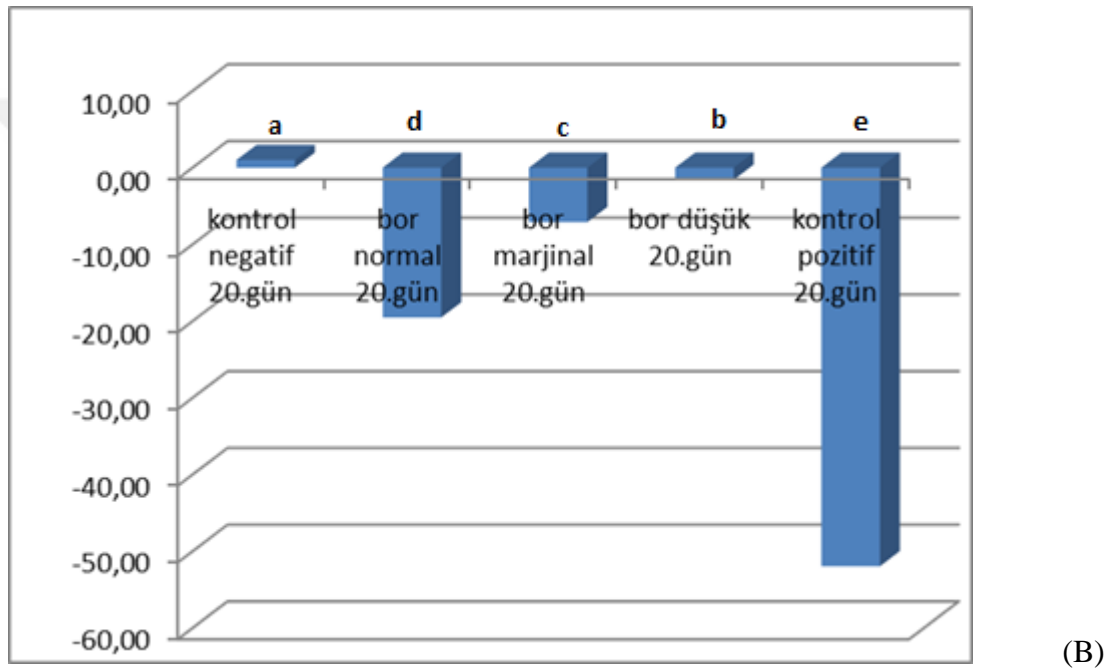 10,00
0,00
-10,00
-20,00
-30,00
-40,00
-50,00
-60,00
a
d
c
b
e
kontrol
negatif
20.gün
bor
normal
20.gün
bor
marjinal
20.gün
bor düşük
20.gün
kontrol
pozitif
20.gün
(B)